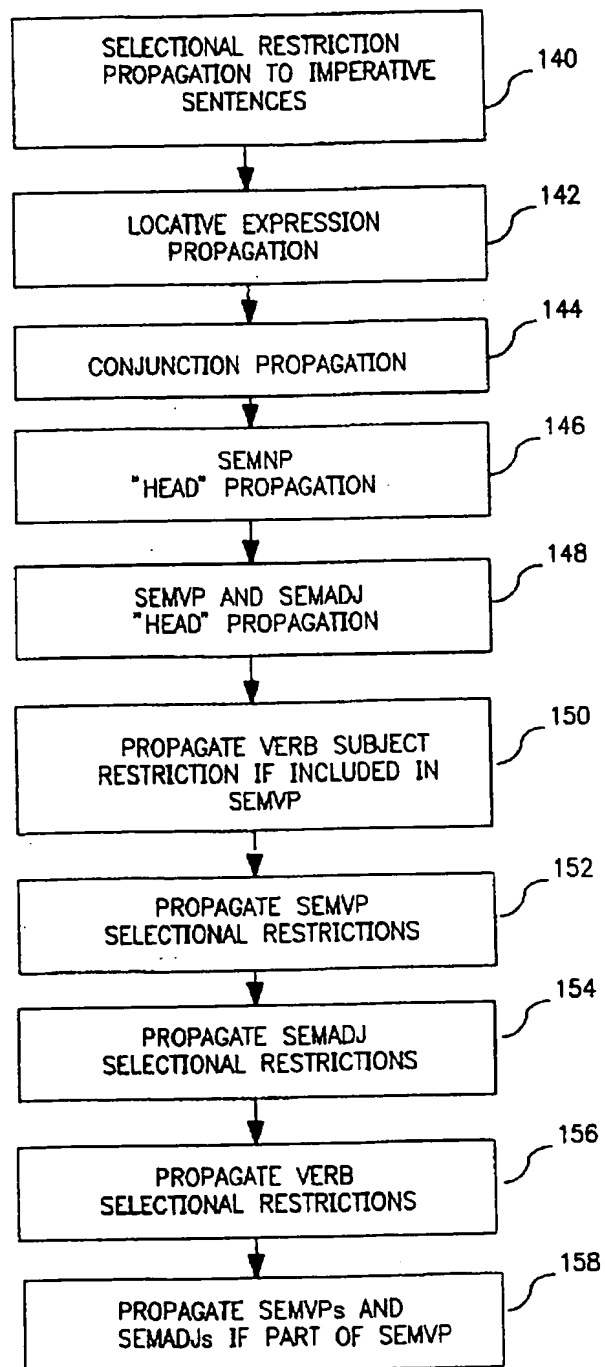 SELECTIONAL RESTRICTION
PROPAGATION TO IMPERATIVE
SENTENCES
140
LOCATIVE EXPRESSION
PROPAGATION
142
CONJUNCTION PROPAGATION
144
SEMNP
"HEAD" PROPAGATION
146
SEMVP AND SEMADJ
"HEAD" PROPAGATION
148
PROPAGATE VERB SUBJECT
RESTRICTION IF INCLUDED IN
SEMVP
150
PROPAGATE SEMVP
SELECTIONAL RESTRICTIONS
152
PROPAGATE SEMADJ
SELECTIONAL RESTRICTIONS
154
PROPAGATE VERB
SELECTIONAL RESTRICTIONS
156
PROPAGATE SEMVPs AND
SEMADJs IF PART OF SEMVP
158